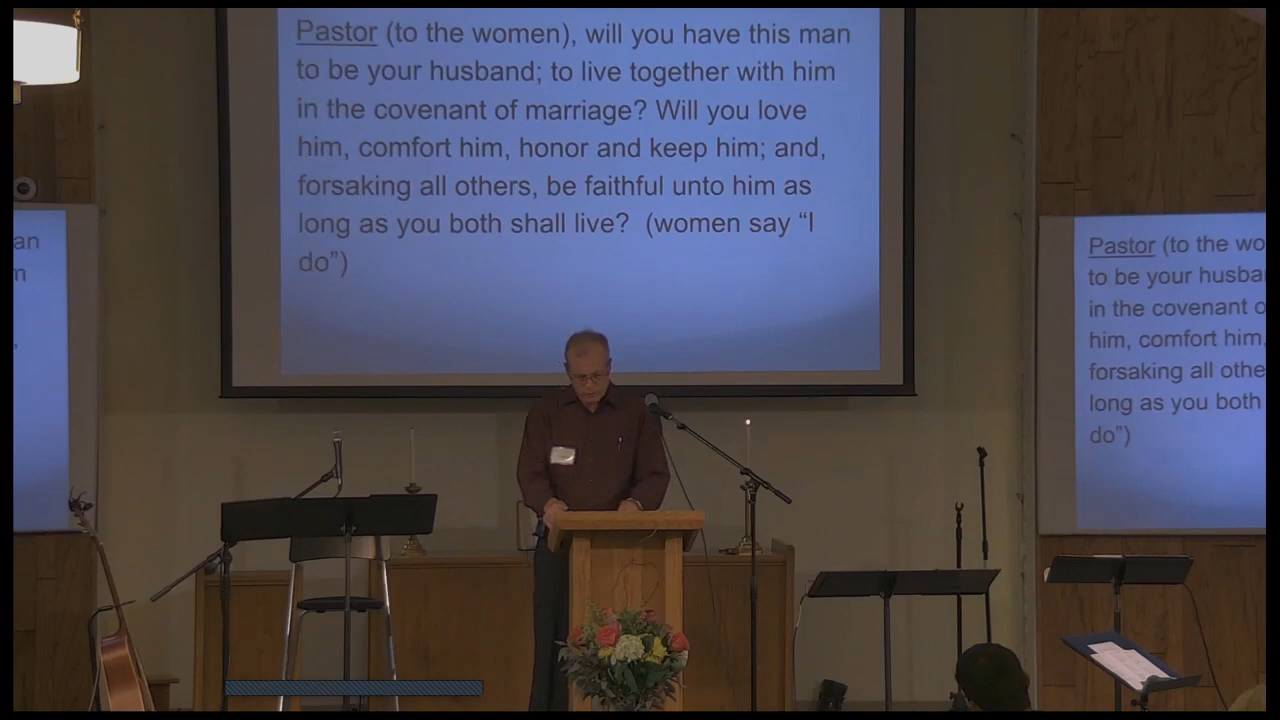 Pastor (to the women), will you have this man
to be your husband; to live together with him
in the covenant of marriage? Will you love
him, comfort him, honor and keep him; and,
forsaking all others, be faithful unto him as
long as you both shall live?  (women say “I
do”)
an
m
,
Pastor (to the wo
to be your husba
in the covenant o
him, comfort him,
forsaking all othe
long as you both
do”)